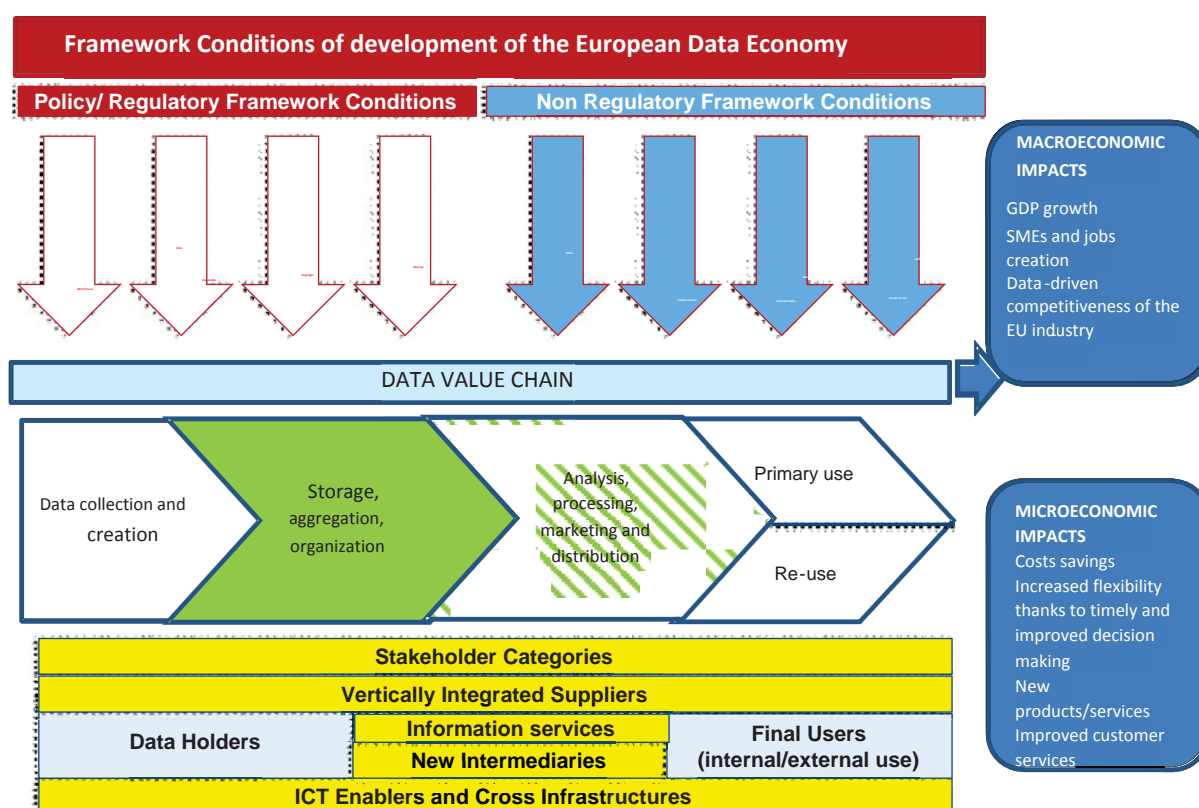 Framework Conditions of development of the European Data Economy
Policy/ Regulatory Framework Conditions
Non Regulatory Framework Conditions
MACROECONOMIC
IMPACTS
GDP growth
SMEs and jobs
creation
Data-driven
competitiveness of the
EU industry
DATA VALUE CHAIN
Data collection and
creation
Storage,
aggregation,
organization
Analysis,
processing,
marketing and
distribution
Primary use
Re-use
MICROECONOMIC
IMPACTS
Costs savings
Increased flexibility
thanks to timely and
improved decision
making
New
products/services
Improved customer
services
Stakeholder Categories
Vertically Integrated Suppliers
Data Holders
Information services
New Intermediaries
Final Users
(internal/external use)
ICT Enablers and Cross Infrastructures